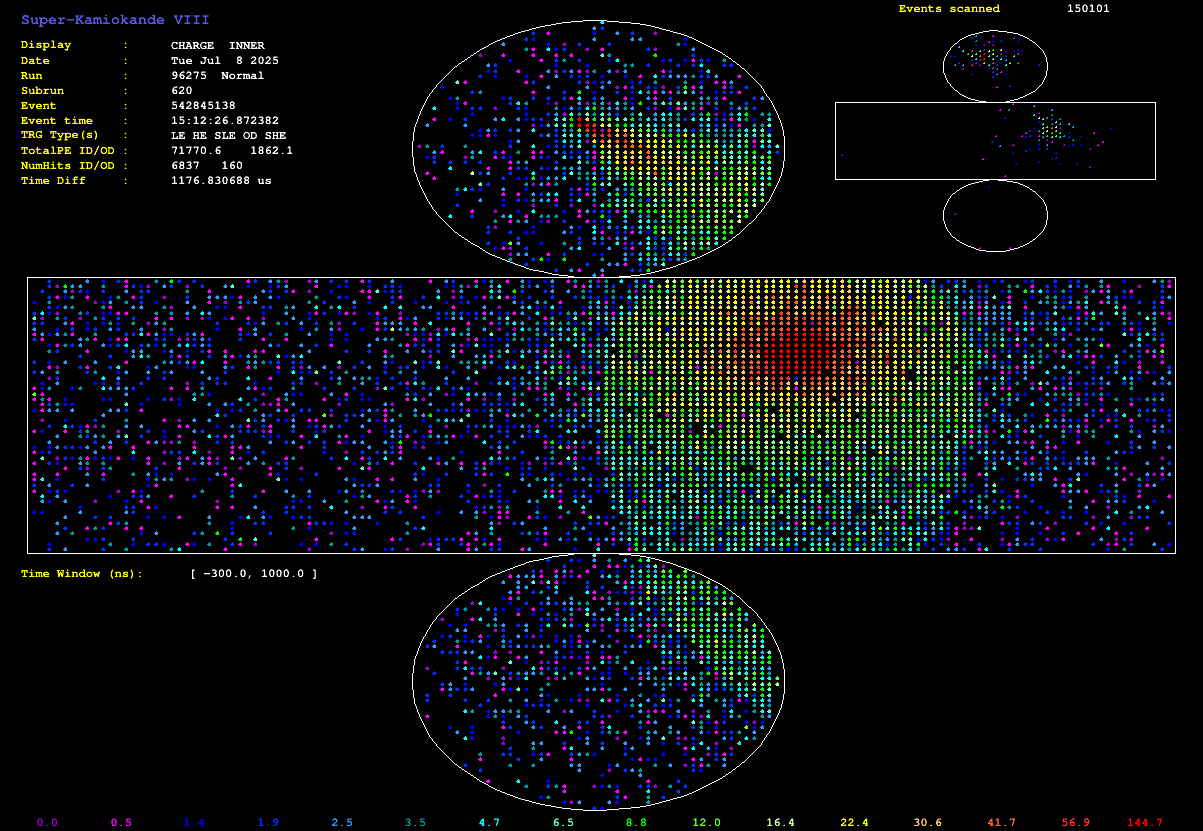 Super-Kamiokande VIII
Events scanned 150101
Display : CHARGE INNER
Date : Tue Jul 8 2025
Run : 96275 Normal
Subrun : 620
Event : 542845138
Event time : 15:12:26.872382
TRG Type(s) : LE HE SLE OD SHE
TotalPE ID/OD : 71770.6 1862.1
NumHits ID/OD : 6837 160
Time Diff : 1176.830688 us
Time Window (ns): [ -300.0, 1000.0 ]
0.0 0.5 1.4 1.9 2.5 3.5 4.7 6.5 8.8 12.0 16.4 22.4 30.6 41.7 56.9 144.7